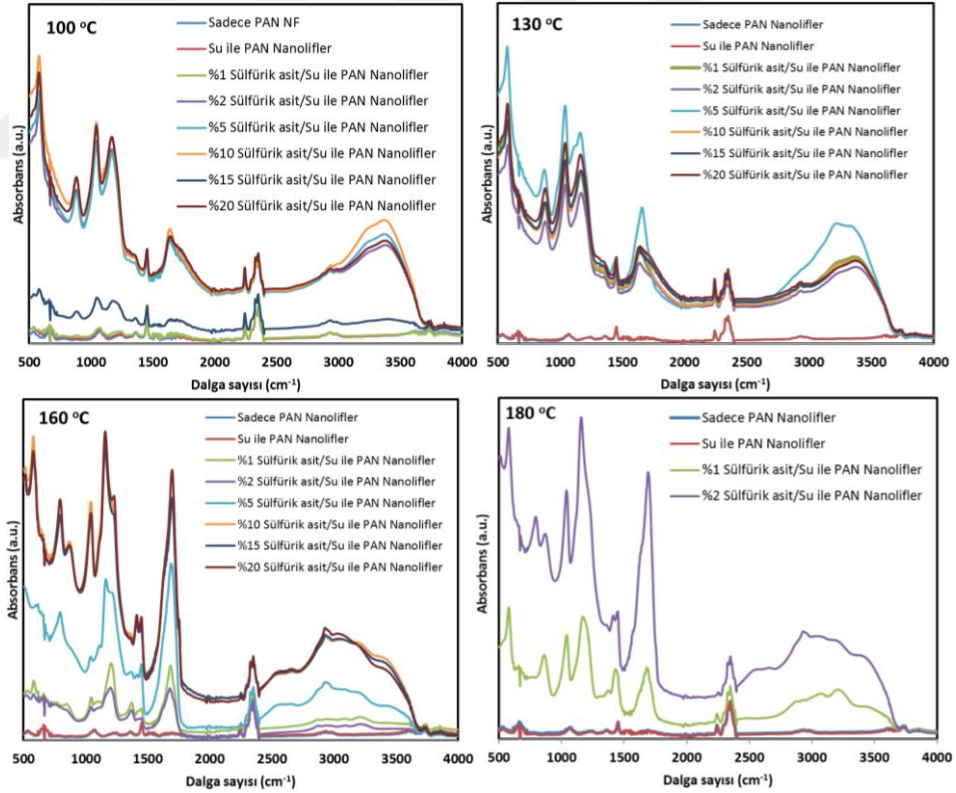 100 °C
Absorbans (a.u.)
Sadece PAN NF
Su ile PAN Nanolifler
%1 Sülfürik asit/Su ile PAN Nanolifler
%2 Sülfürik asit/Su ile PAN Nanolifler
%5 Sülfürik asit/Su ile PAN Nanolifler
%10 Sülfürik asit/Su ile PAN Nanolifler
%15 Sülfürik asit/Su ile PAN Nanolifler
%20 Sülfürik asit/Su ile PAN Nanolifler
500 1000 1500 2000 2500 3000 3500 4000
Dalga sayısı (cm⁻¹)
130 °C
Absorbans (a.u.)
Sadece PAN Nanolifler
Su ile PAN Nanolifler
%1 Sülfürik asit/Su ile PAN Nanolifler
%2 Sülfürik asit/Su ile PAN Nanolifler
%5 Sülfürik asit/Su ile PAN Nanolifler
%10 Sülfürik asit/Su ile PAN Nanolifler
%15 Sülfürik asit/Su ile PAN Nanolifler
%20 Sülfürik asit/Su ile PAN Nanolifler
500 1000 1500 2000 2500 3000 3500 4000
Dalga sayısı (cm⁻¹)
160 °C
Absorbans (a.u.)
Sadece PAN Nanolifler
Su ile PAN Nanolifler
%1 Sülfürik asit/Su ile PAN Nanolifler
%2 Sülfürik asit/Su ile PAN Nanolifler
%5 Sülfürik asit/Su ile PAN Nanolifler
%10 Sülfürik asit/Su ile PAN Nanolifler
%15 Sülfürik asit/Su ile PAN Nanolifler
%20 Sülfürik asit/Su ile PAN Nanolifler
500 1000 1500 2000 2500 3000 3500 4000
Dalga sayısı (cm⁻¹)
180 °C
Absorbans (a.u.)
Sadece PAN Nanolifler
Su ile PAN Nanolifler
%1 Sülfürik asit/Su ile PAN Nanolifler
%2 Sülfürik asit/Su ile PAN Nanolifler
500 1000 1500 2000 2500 3000 3500 4000
Dalga sayısı (cm⁻¹)